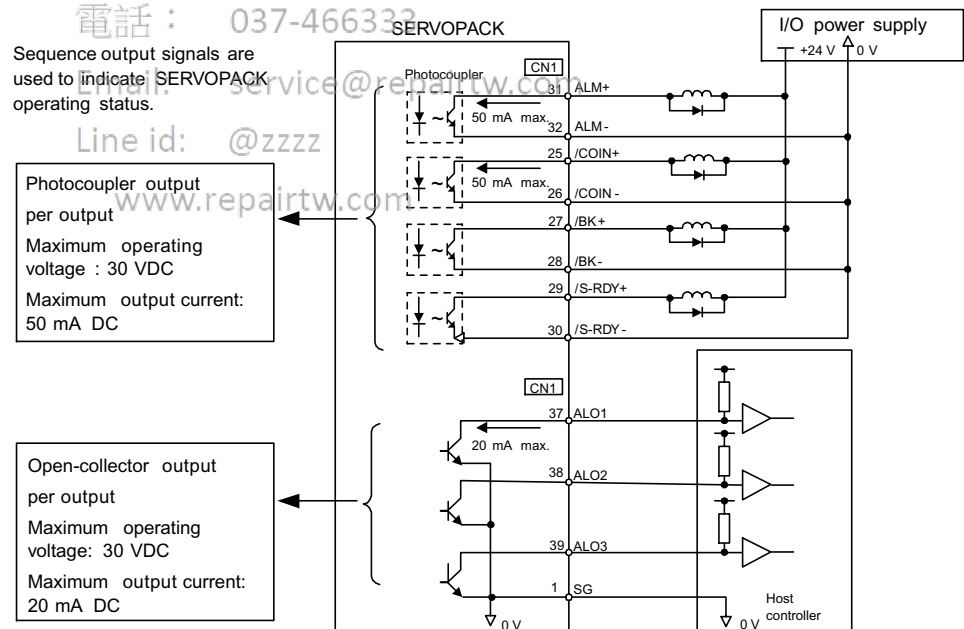 電話： 037-466333
SERVOPACK
I/O power supply
+24 V 0 V
Sequence output signals are
used to indicate SERVOPACK
operating status.
Email: service@repairtw.com
Line id: @zzzz
www.repairtw.com
Photocoupler
CN1
31 ALM+
50 mA max.
32 ALM-
25 /COIN+
50 mA max.
26 /COIN-
27 /BK+
28 /BK-
29 /S-RDY+
30 /S-RDY-
Photocoupler output
per output
Maximum operating
voltage : 30 VDC
Maximum output current:
50 mA DC
CN1
37 ALO1
20 mA max.
38 ALO2
39 ALO3
1 SG
0 V
Host
controller
0 V
Open-collector output
per output
Maximum operating
voltage: 30 VDC
Maximum output current:
20 mA DC